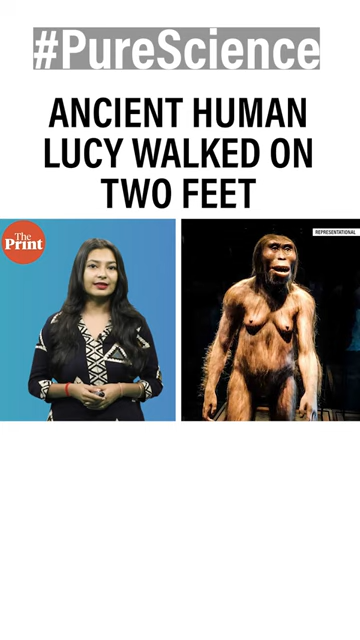 #PureScience
ANCIENT HUMAN
LUCY WALKED ON
TWO FEET
The
Print
REPRESENTATIONAL